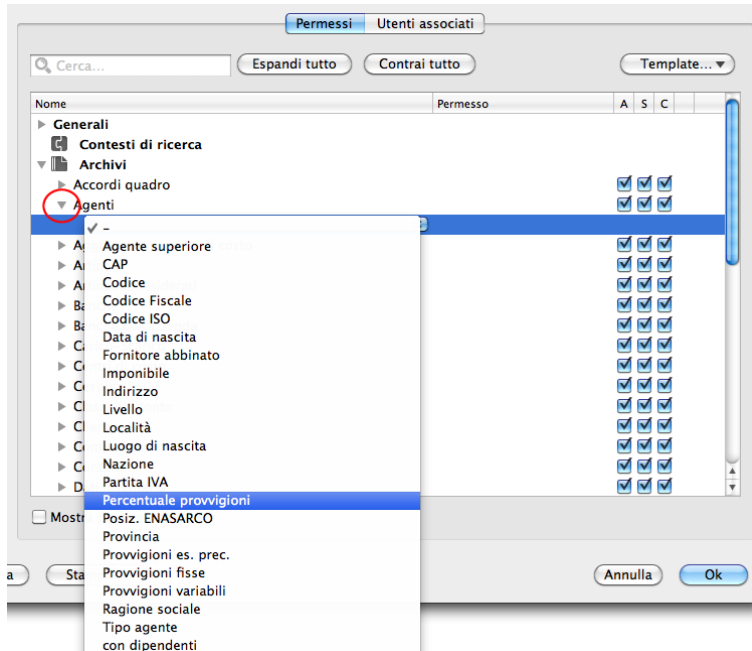 Permessi Utenti associati
Cerca... Espandi tutto Contrai tutto Template...
Nome Permesso A S C
Generali
Contesti di ricerca
Archivi
Accordi quadro
Agenti
–
Agente superiore
CAP
Codice
Codice Fiscale
Codice ISO
Data di nascita
Fornitore abbinato
Imponibile
Indirizzo
Livello
Località
Luogo di nascita
Nazione
Partita IVA
Percentuale provvigioni
Posiz. ENASARCO
Provincia
Provvigioni es. prec.
Provvigioni fisse
Provvigioni variabili
Ragione sociale
Tipo agente
con dipendenti
Annulla Ok